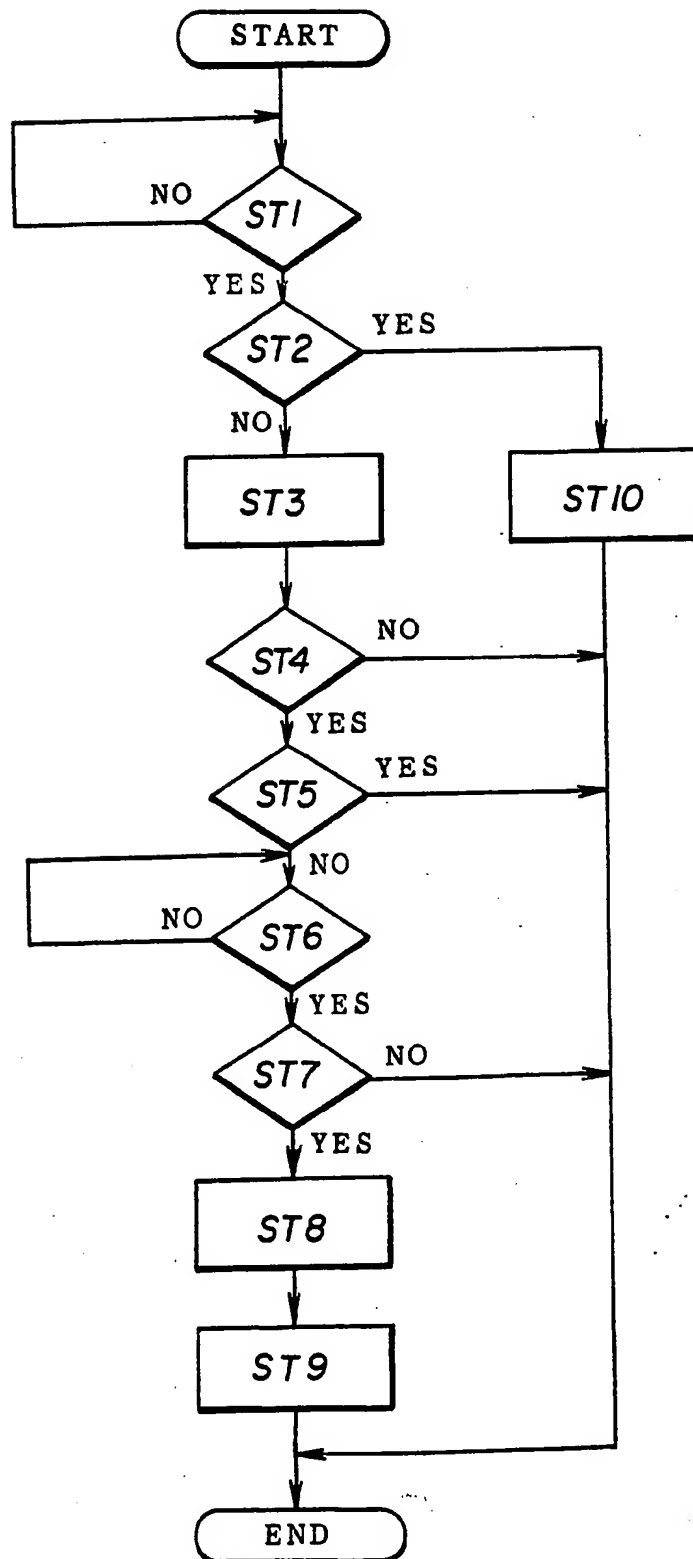 START
NO
ST1
YES
YES
ST2
NO
ST3
ST10
NO
ST4
YES
YES
ST5
NO
NO
ST6
YES
NO
ST7
YES
ST8
ST9
END